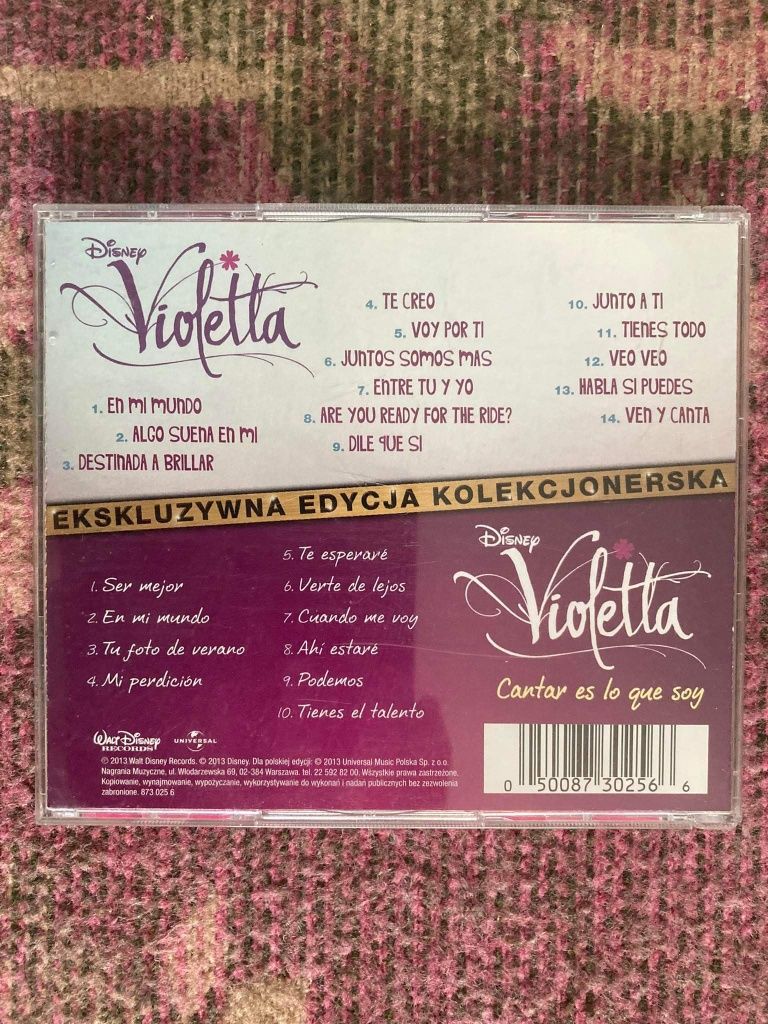 Disney
Violetta
1. EN MI MUNDO
2. ALGO SUENA EN MI
3. DESTINADA A BRILLAR
4. TE CREO
5. VOY POR TI
6. JUNTOS SOMOS MAS
7. ENTRE TU Y YO
8. ARE YOU READY FOR THE RIDE?
9. DILE QUE SI
10. JUNTO A TI
11. TIENES TODO
12. VEO VEO
13. HABLA SI PUEDES
14. VEN Y CANTA
EKSKLUZYWNA EDYCJA KOLEKCJONERSKA
1. Ser mejor
2. En mi mundo
3. Tu foto de verano
4. Mi perdición
5. Te esperaré
6. Verte de lejos
7. Cuando me voy
8. Ahí estaré
9. Podemos
10. Tienes el talento
Disney
Violetta
Cantar es lo que soy
WALT DISNEY
RECORDS
UNIVERSAL
℗ 2013 Walt Disney Records. © 2013 Disney. Dla polskiej edycji: © 2013 Universal Music Polska Sp. z o.o.
Nagrania Muzyczne, ul. Włodarzewska 69, 02-384 Warszawa. tel. 22 592 82 00. Wszystkie prawa zastrzeżone.
Kopiowanie, wynajmowanie, wypożyczanie, wykorzystywanie do wykonań i nadań publicznych bez zezwolenia
zabronione. 873 025 6
0 50087 30256 6